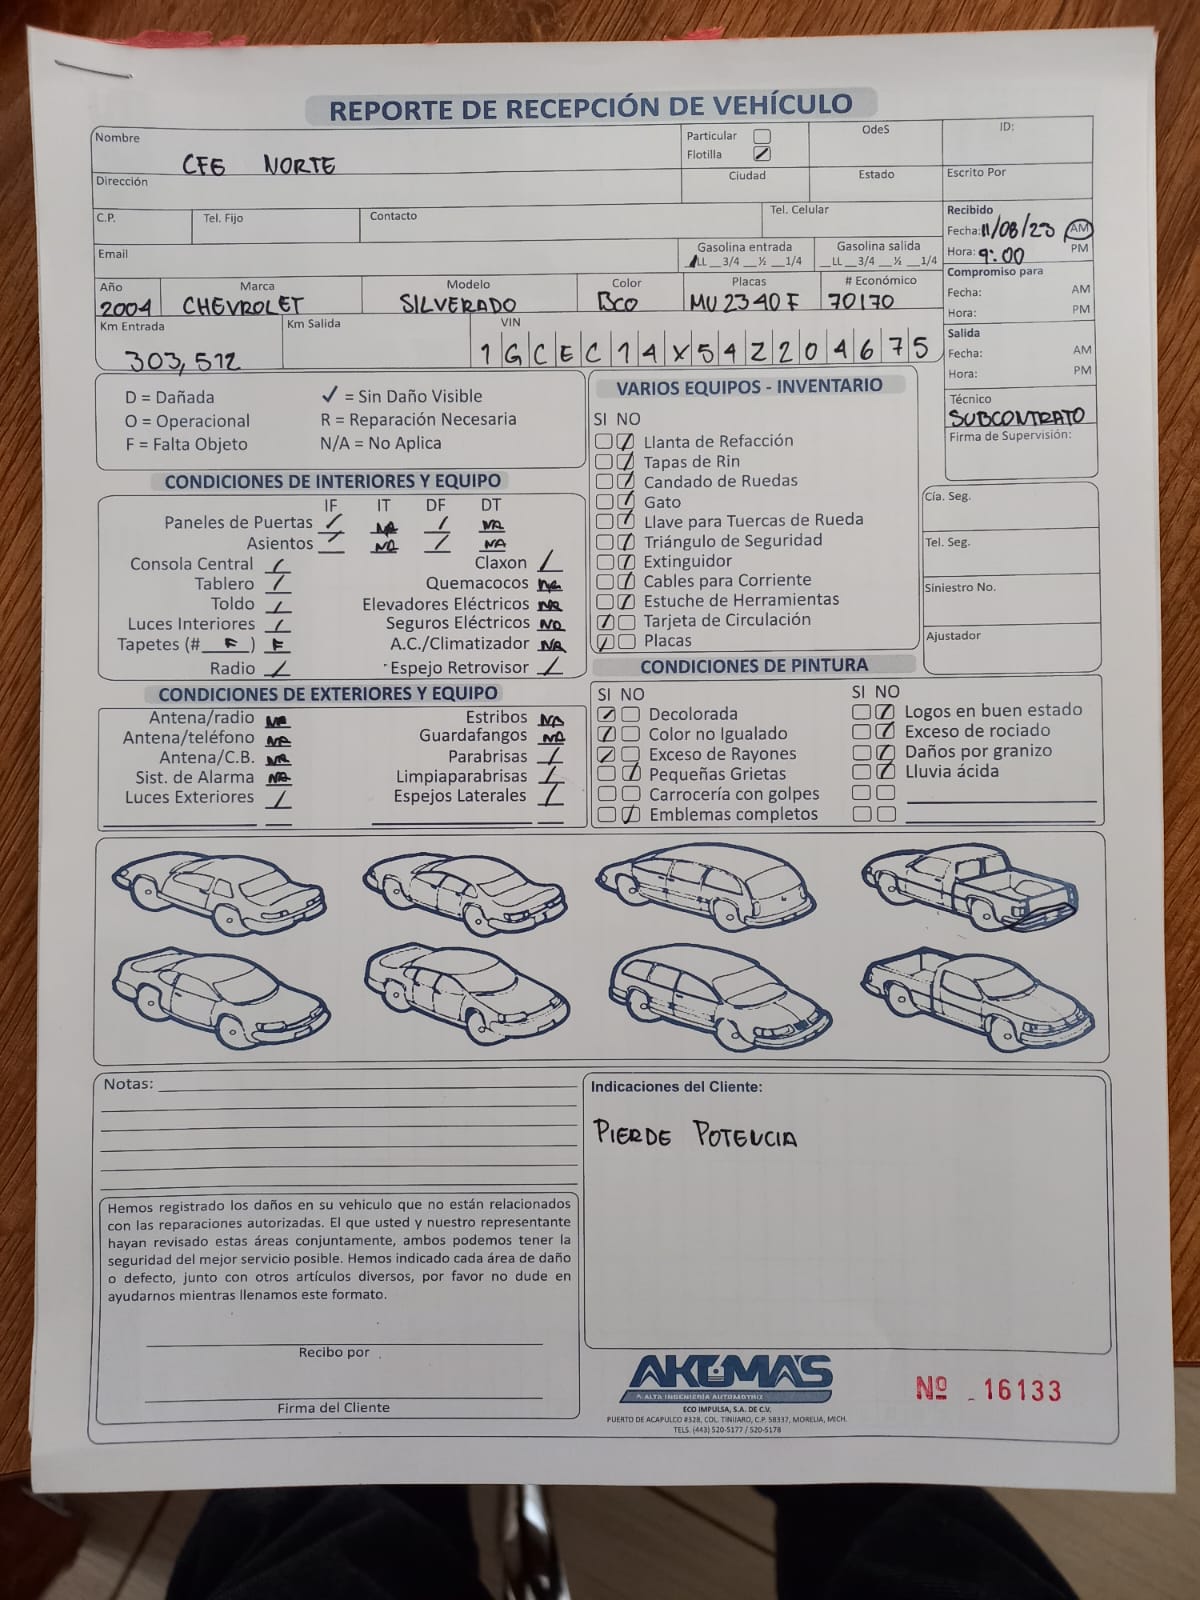 REPORTE DE RECEPCIÓN DE VEHÍCULO
Nombre
CFE NORTE
Particular
Flotilla
OdeS
ID:
Dirección
Ciudad
Estado
Escrito Por
C.P.
Tel. Fijo
Contacto
Tel. Celular
Recibido
Fecha: 11/08/23 AM
Hora: 9:00 PM
Email
Gasolina entrada
LL __3/4 __½ __1/4
Gasolina salida
__LL __3/4 __½ __1/4
Compromiso para
Fecha: AM
Hora: PM
Año
2004
Marca
CHEVROLET
Modelo
SILVERADO
Color
BCO
Placas
MU2340F
# Económico
70170
Km Entrada
303,512
Km Salida
VIN
1GCEC14X54Z204675
Salida
Fecha: AM
Hora: PM
Técnico
SUBCONTRATO
Firma de Supervisión:
D = Dañada
✓ = Sin Daño Visible
O = Operacional
R = Reparación Necesaria
F = Falta Objeto
N/A = No Aplica
CONDICIONES DE INTERIORES Y EQUIPO
IF IT DF DT
Paneles de Puertas / NA / NA
Asientos / NA / NA
Consola Central /
Tablero /
Toldo /
Luces Interiores /
Tapetes (# F ) F
Radio /
Claxon /
Quemacocos NA
Elevadores Eléctricos NA
Seguros Eléctricos NA
A.C./Climatizador NA
Espejo Retrovisor /
CONDICIONES DE EXTERIORES Y EQUIPO
Antena/radio NA
Antena/teléfono NA
Antena/C.B. NA
Sist. de Alarma NA
Luces Exteriores /
Estribos NA
Guardafangos NA
Parabrisas /
Limpiaparabrisas /
Espejos Laterales /
VARIOS EQUIPOS - INVENTARIO
SI NO
Llanta de Refacción
Tapas de Rin
Candado de Ruedas
Gato
Llave para Tuercas de Rueda
Triángulo de Seguridad
Extinguidor
Cables para Corriente
Estuche de Herramientas
Tarjeta de Circulación
Placas
Cía. Seg.
Tel. Seg.
Siniestro No.
Ajustador
CONDICIONES DE PINTURA
SI NO
Decolorada
Color no Igualado
Exceso de Rayones
Pequeñas Grietas
Carrocería con golpes
Emblemas completos
SI NO
Logos en buen estado
Exceso de rociado
Daños por granizo
Lluvia ácida
Notas:
Indicaciones del Cliente:
PIERDE POTENCIA
Hemos registrado los daños en su vehiculo que no están relacionados
con las reparaciones autorizadas. El que usted y nuestro representante
hayan revisado estas áreas conjuntamente, ambos podemos tener la
seguridad del mejor servicio posible. Hemos indicado cada área de daño
o defecto, junto con otros artículos diversos, por favor no dude en
ayudarnos mientras llenamos este formato.
Recibo por
Firma del Cliente
AKUMAS
ALTA INGENIERÍA AUTOMOTRIZ
ECO IMPULSA, S.A. DE C.V.
PUERTO DE ACAPULCO #328, COL. TINIJARO, C.P. 58337, MORELIA, MICH.
TELS. (443) 520-5177 / 520-5178
Nº 16133